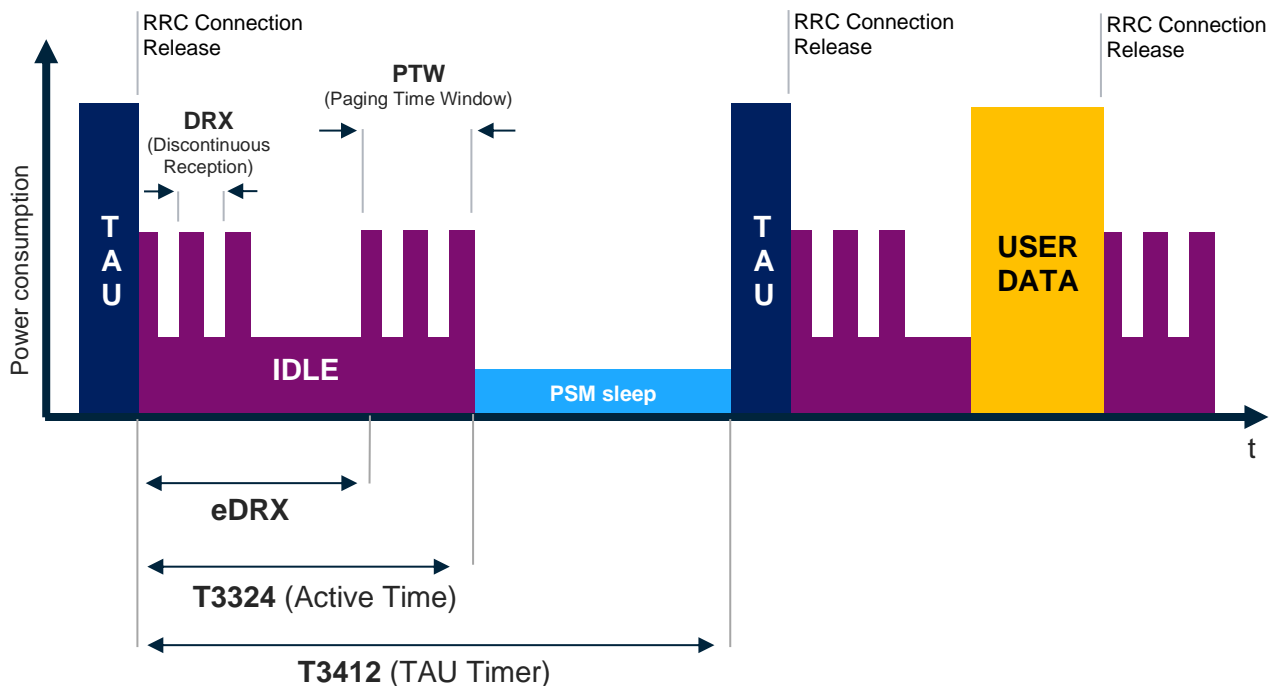 RRC Connection
Release
RRC Connection
Release
RRC Connection
Release
PTW
(Paging Time Window)
DRX
(Discontinuous
Reception)
Power consumption
T
A
U
IDLE
PSM sleep
T
A
U
USER
DATA
t
eDRX
T3324 (Active Time)
T3412 (TAU Timer)